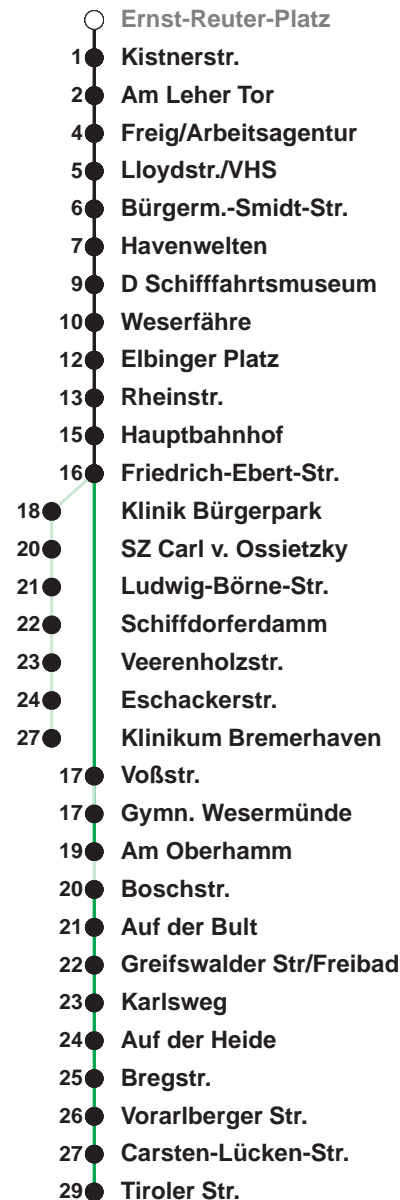 Ernst-Reuter-Platz
1 Kistnerstr.
2 Am Leher Tor
4 Freig/Arbeitsagentur
5 Lloydstr./VHS
6 Bürgerm.-Smidt-Str.
7 Havenwelten
9 D Schifffahrtsmuseum
10 Weserfähre
12 Elbinger Platz
13 Rheinstr.
15 Hauptbahnhof
16 Friedrich-Ebert-Str.
18 Klinik Bürgerpark
20 SZ Carl v. Ossietzky
21 Ludwig-Börne-Str.
22 Schiffdorferdamm
23 Veerenholzstr.
24 Eschackerstr.
27 Klinikum Bremerhaven
17 Voßstr.
17 Gymn. Wesermünde
19 Am Oberhamm
20 Boschstr.
21 Auf der Bult
22 Greifswalder Str/Freibad
23 Karlsweg
24 Auf der Heide
25 Bregstr.
26 Vorarlberger Str.
27 Carsten-Lücken-Str.
29 Tiroler Str.